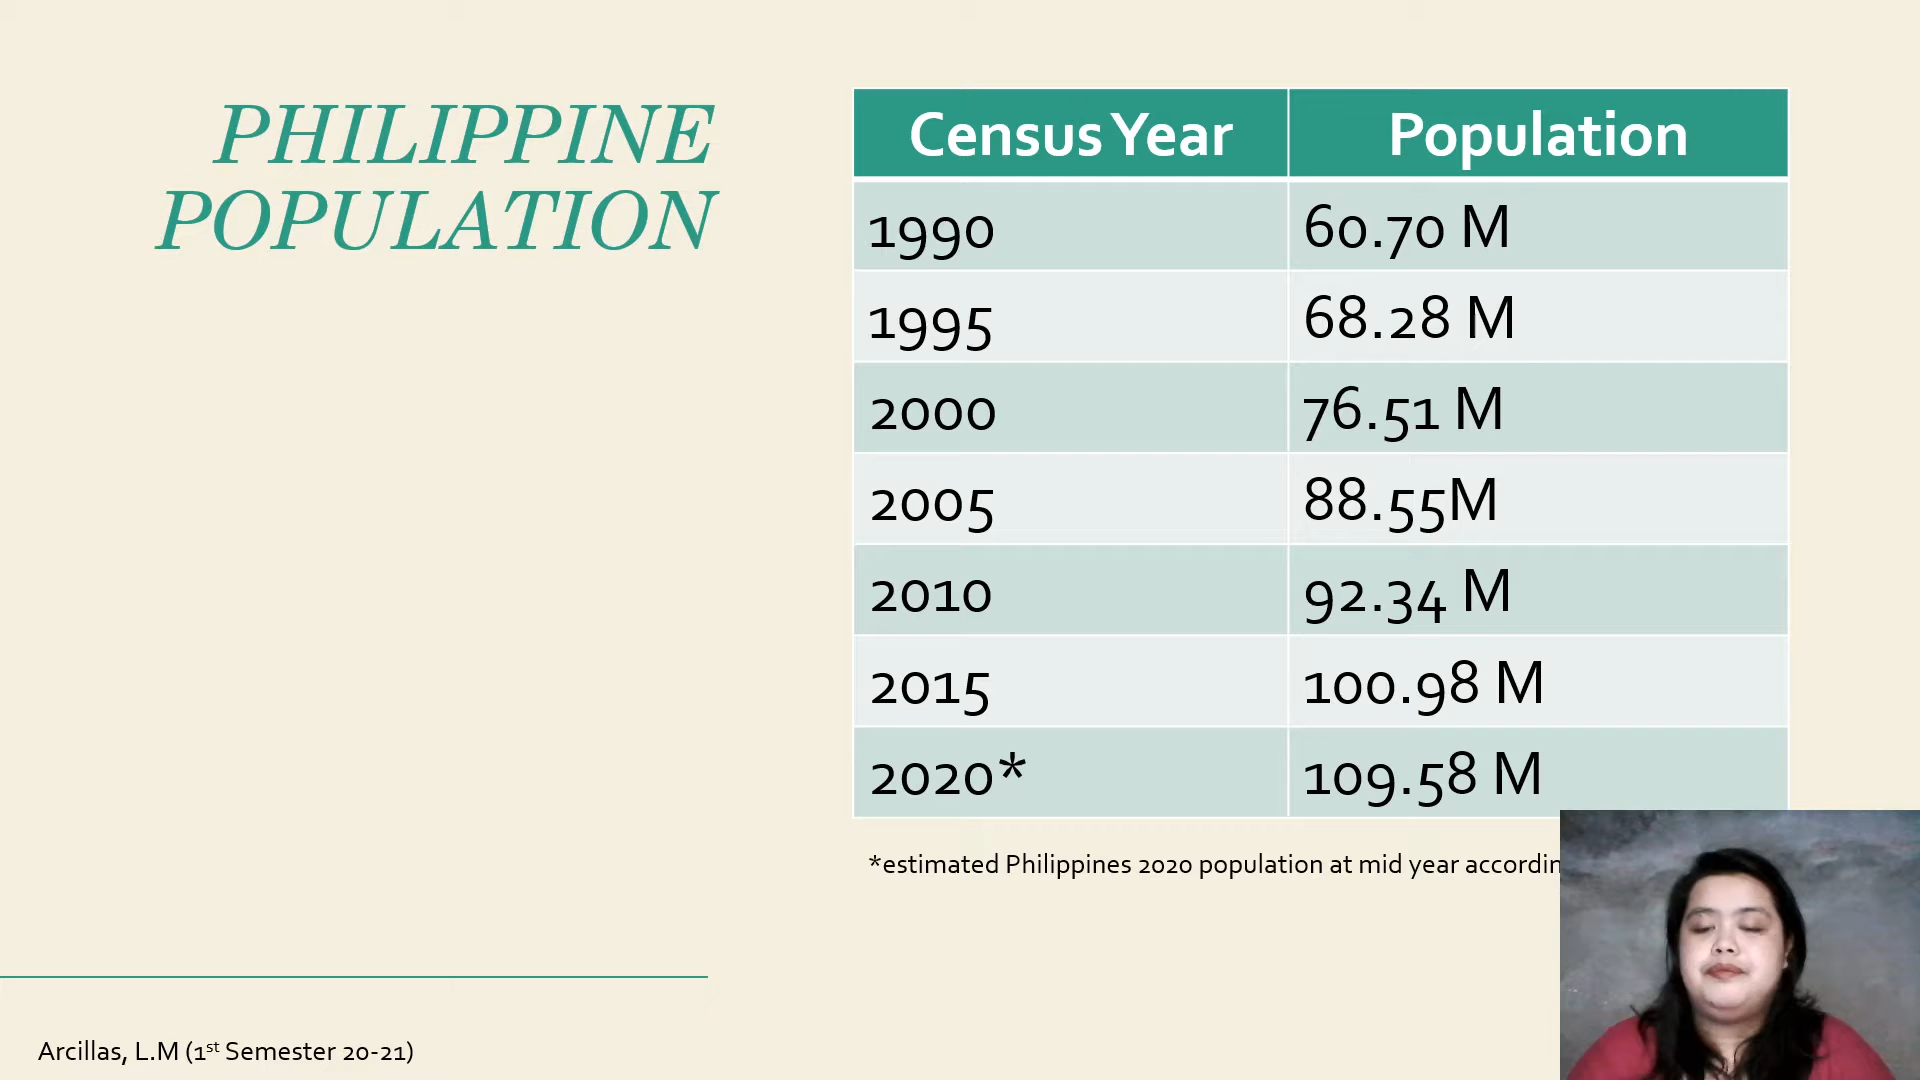 PHILIPPINE
POPULATION
Census Year Population
1990 60.70 M
1995 68.28 M
2000 76.51 M
2005 88.55M
2010 92.34 M
2015 100.98 M
2020* 109.58 M
*estimated Philippines 2020 population at mid year
Arcillas, L.M (1st Semester 20-21)